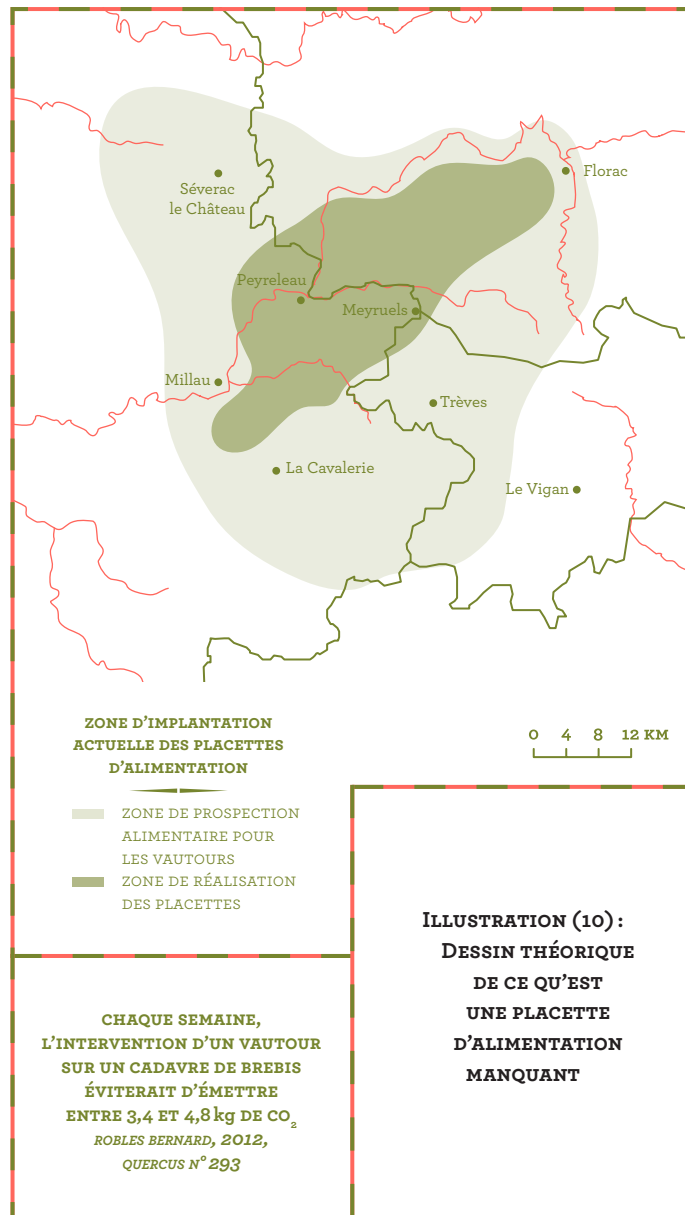 Florac
Séverac
le Château
Peyreleau
Meyruels
Millau
Trèves
La Cavalerie
Le Vigan
ZONE D'IMPLANTATION
ACTUELLE DES PLACETTES
D'ALIMENTATION
0 4 8 12 KM
ZONE DE PROSPECTION
ALIMENTAIRE POUR
LES VAUTOURS
ZONE DE RÉALISATION
DES PLACETTES
ILLUSTRATION (10) :
DESSIN THÉORIQUE
DE CE QU'EST
UNE PLACETTE
D'ALIMENTATION
MANQUANT
CHAQUE SEMAINE,
L'INTERVENTION D'UN VAUTOUR
SUR UN CADAVRE DE BREBIS
ÉVITERAIT D'ÉMETTRE
ENTRE 3,4 ET 4,8 kg DE CO₂
ROBLES BERNARD, 2012,
QUERCUS N° 293